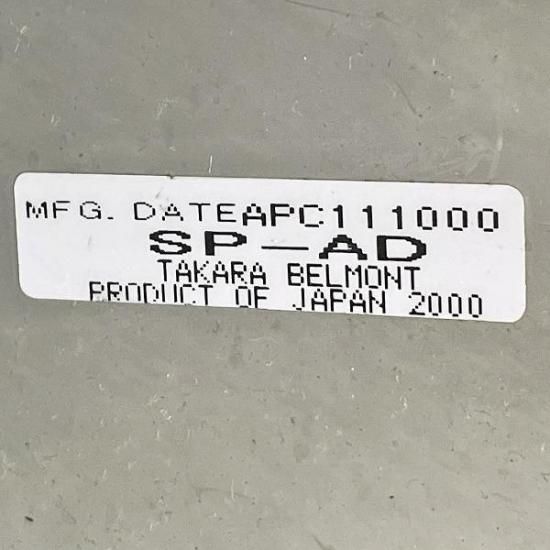 MFG. DATEAPC111000
SP-AD
TAKARA BELMONT
PRODUCT OF JAPAN 2000